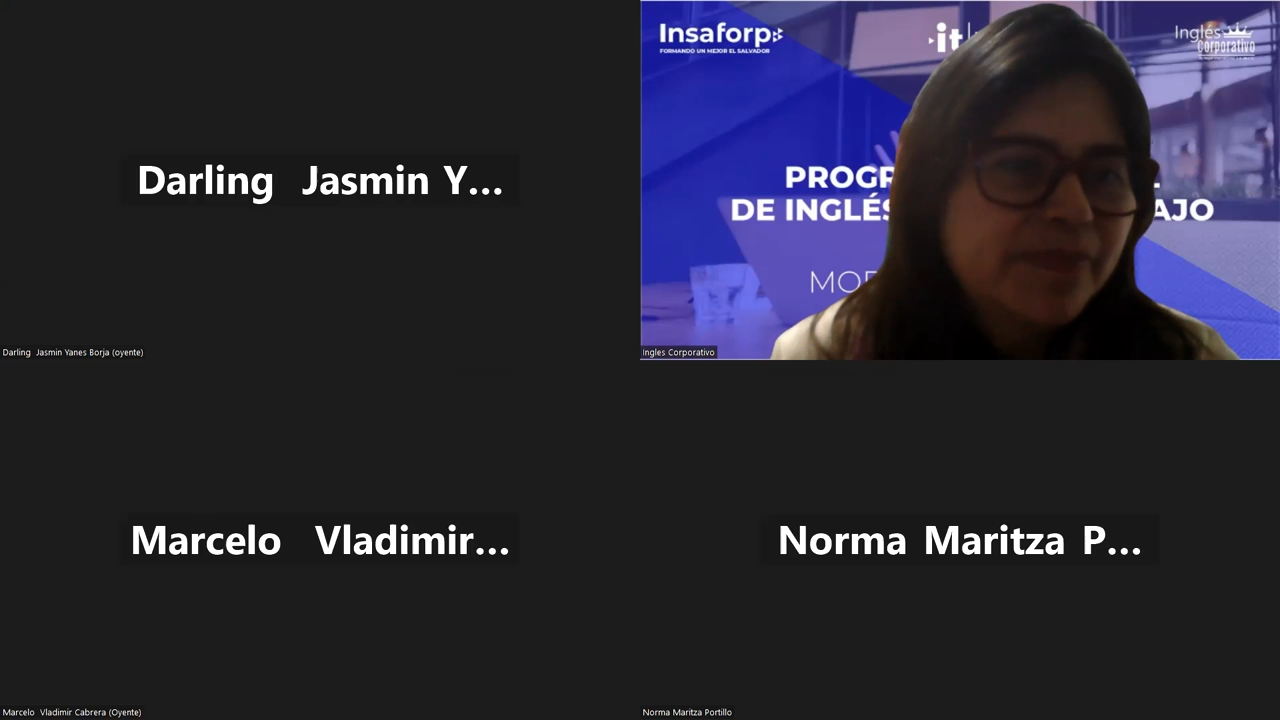 Darling Jasmin Y...
Darling Jasmin Yanes Borja (oyente)
Insaforp
FORMANDO UN MEJOR EL SALVADOR
it
Inglés
Corporativo
PROGR
DE INGLÉS AJO
Ingles Corporativo
Marcelo Vladimir...
Marcelo Vladimir Cabrera (Oyente)
Norma Maritza P...
Norma Maritza Portillo